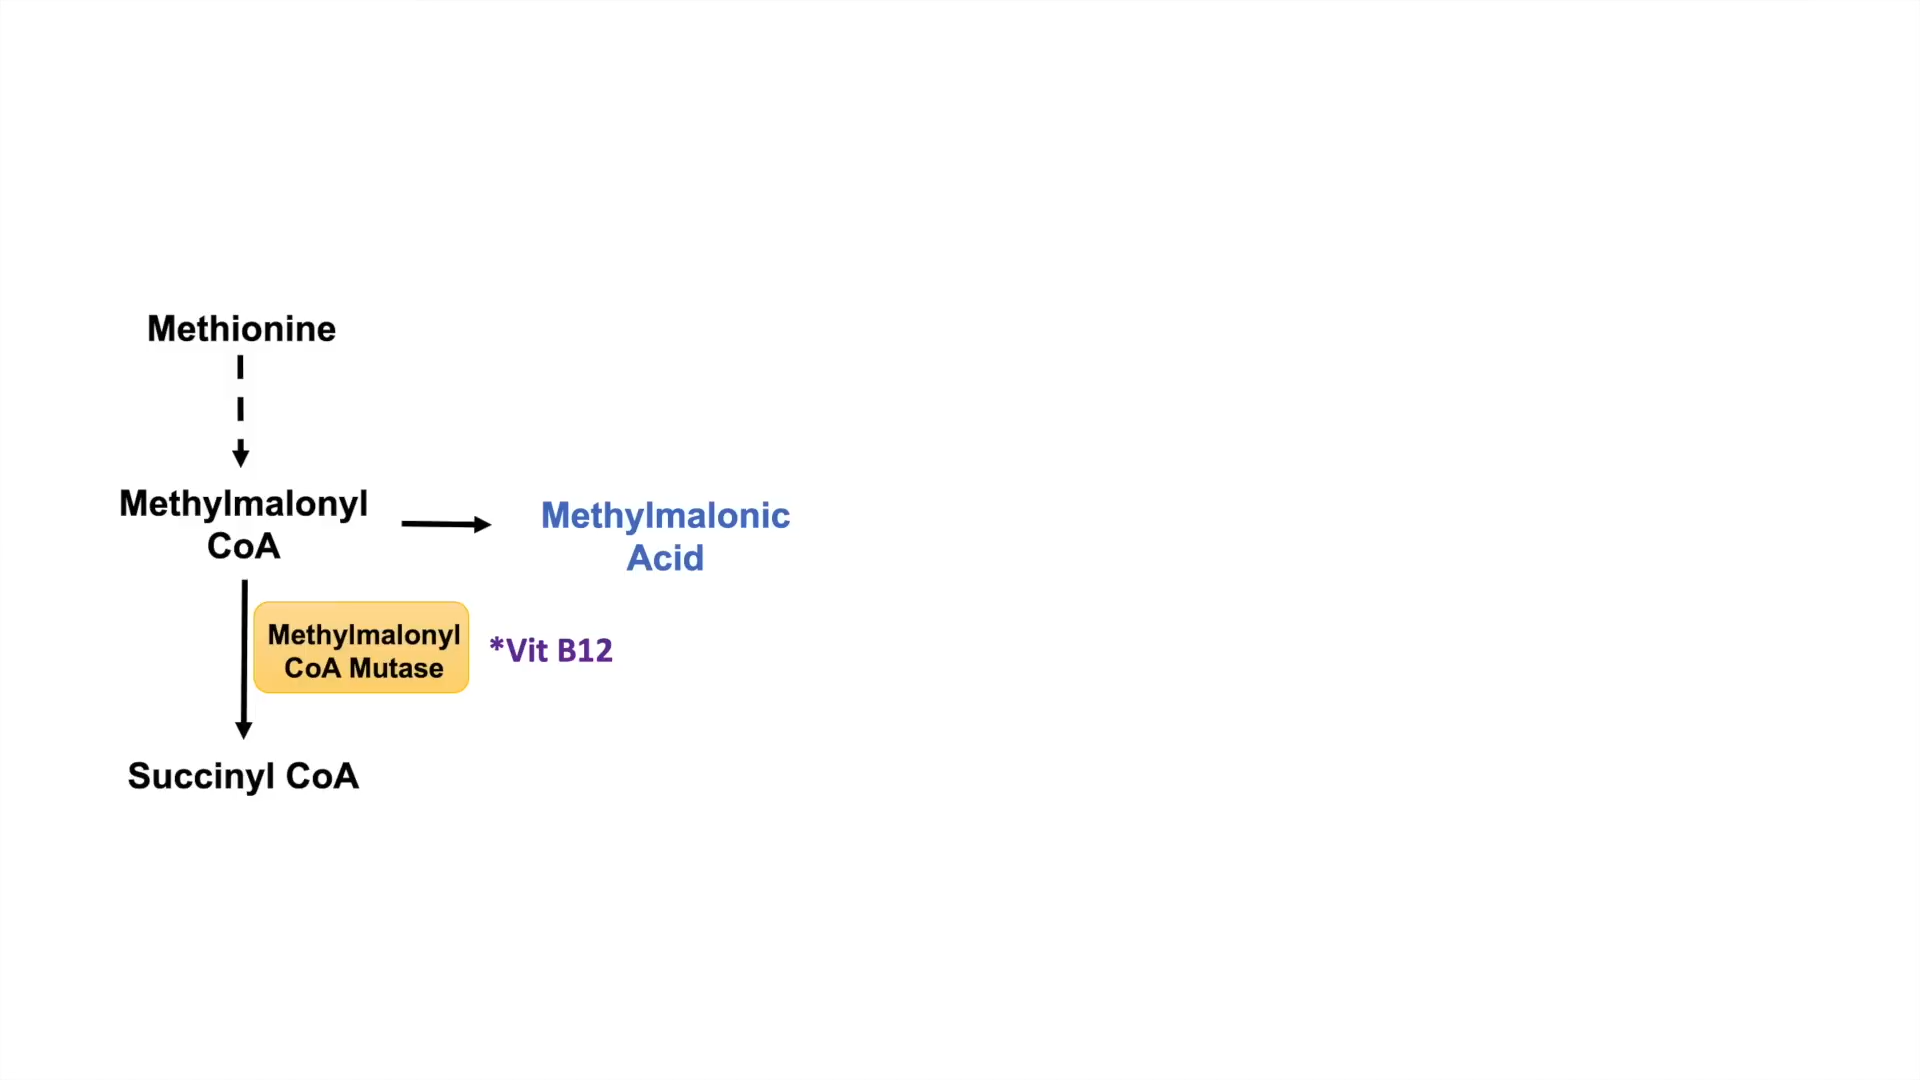 Methionine
Methylmalonyl
CoA
Methylmalonic
Acid
Methylmalonyl
CoA Mutase
*Vit B12
Succinyl CoA